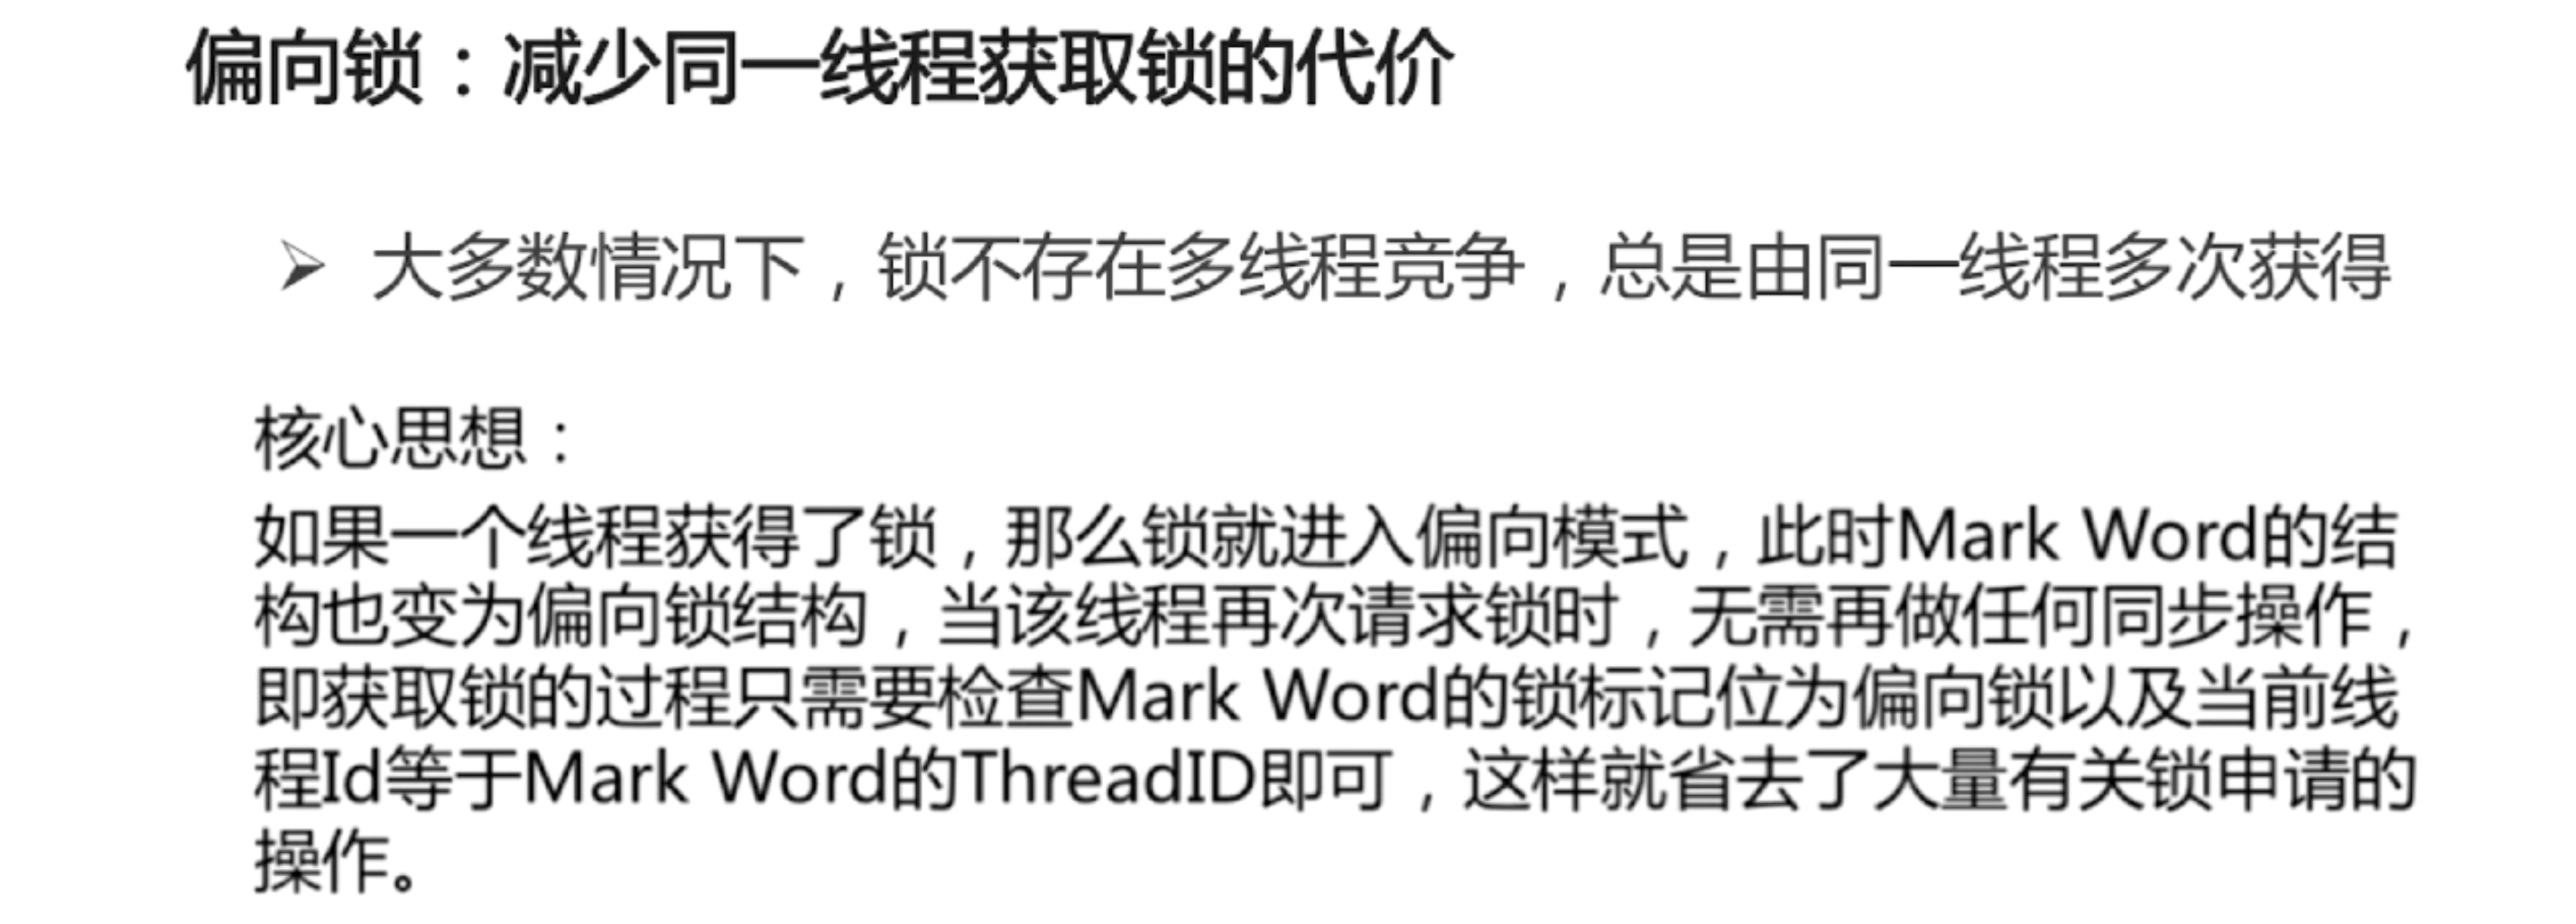 偏向锁：减少同一线程获取锁的代价
➢ 大多数情况下，锁不存在多线程竞争，总是由同一线程多次获得
核心思想：
如果一个线程获得了锁，那么锁就进入偏向模式，此时Mark Word的结
构也变为偏向锁结构，当该线程再次请求锁时，无需再做任何同步操作，
即获取锁的过程只需要检查Mark Word的锁标记位为偏向锁以及当前线
程Id等于Mark Word的ThreadID即可，这样就省去了大量有关锁申请的
操作。